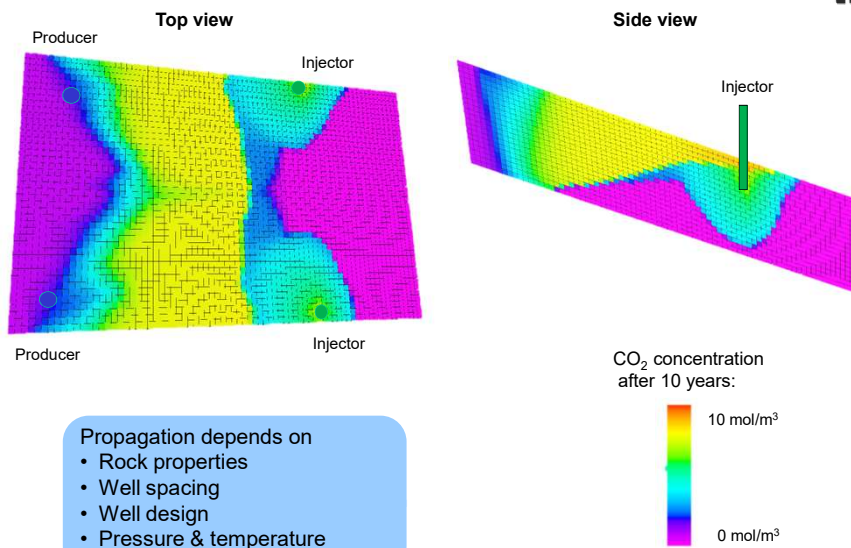 Top view
Side view
Producer
Injector
Injector
Producer
Injector
CO₂ concentration
after 10 years:
10 mol/m³
0 mol/m³
Propagation depends on
• Rock properties
• Well spacing
• Well design
• Pressure & temperature